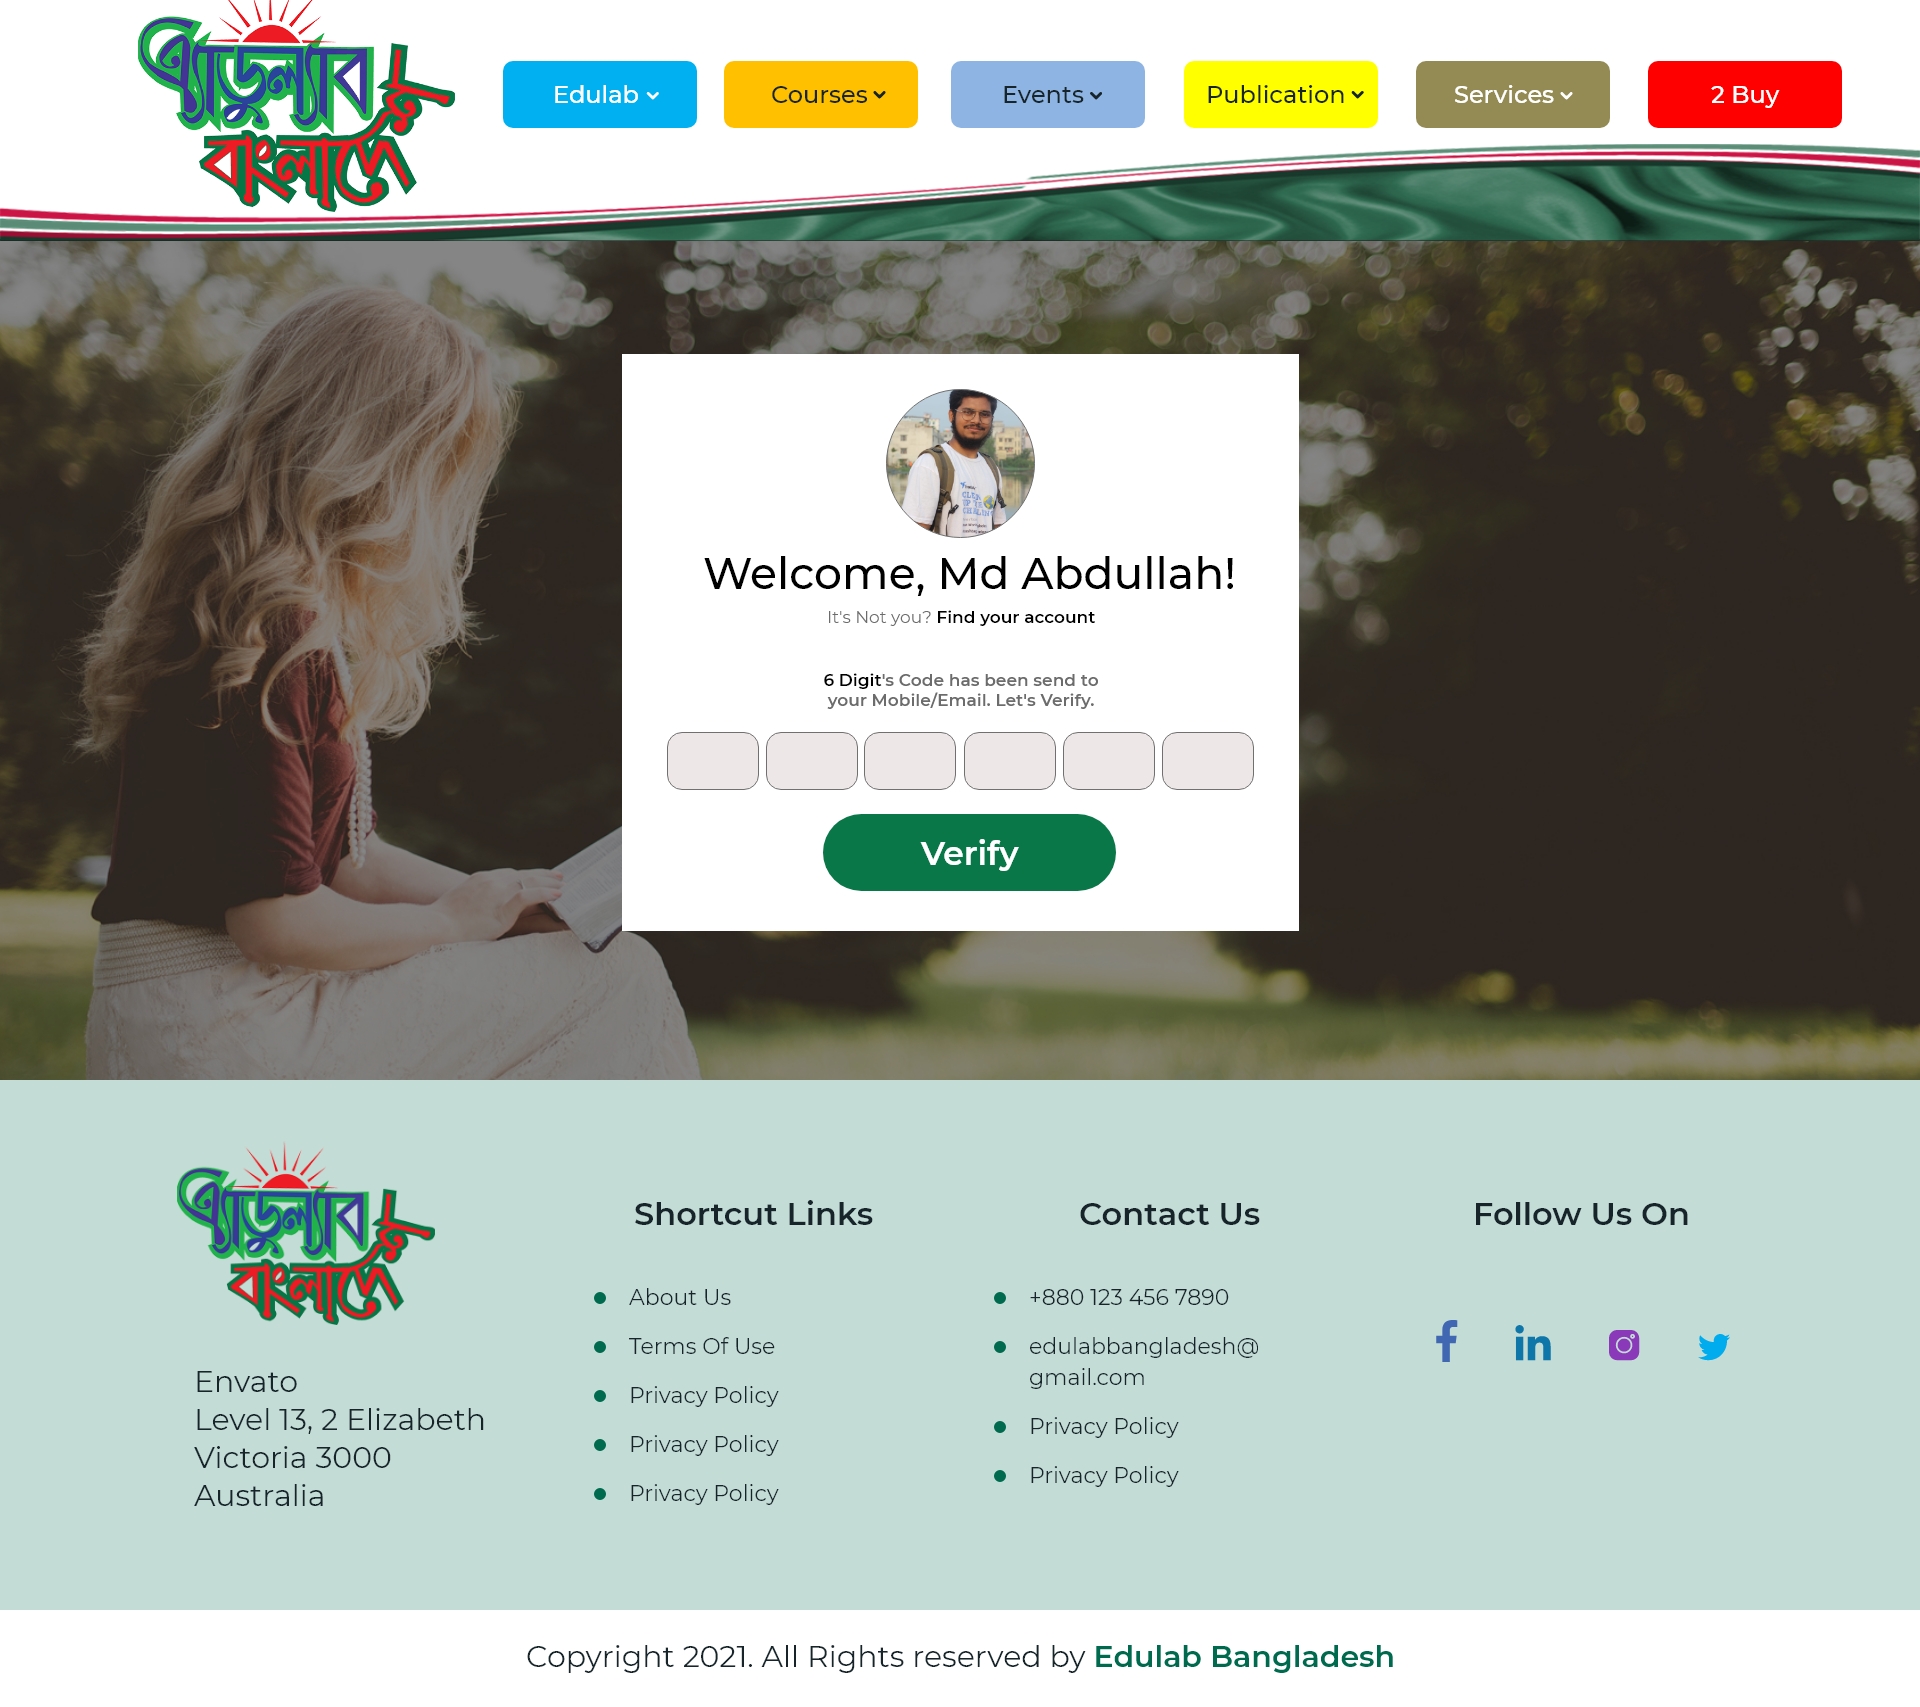 এ্যাডুল্যাব
বাংলাদেশ
Edulab
Courses
Events
Publication
Services
2 Buy
Welcome, Md Abdullah!
It's Not you? Find your account
6 Digit's Code has been send to
your Mobile/Email. Let's Verify.
Verify
এ্যাডুল্যাব
বাংলাদেশ
Envato
Level 13, 2 Elizabeth
Victoria 3000
Australia
Shortcut Links
About Us
Terms Of Use
Privacy Policy
Privacy Policy
Privacy Policy
Contact Us
+880 123 456 7890
edulabbangladesh@
gmail.com
Privacy Policy
Privacy Policy
Follow Us On
Copyright 2021. All Rights reserved by Edulab Bangladesh